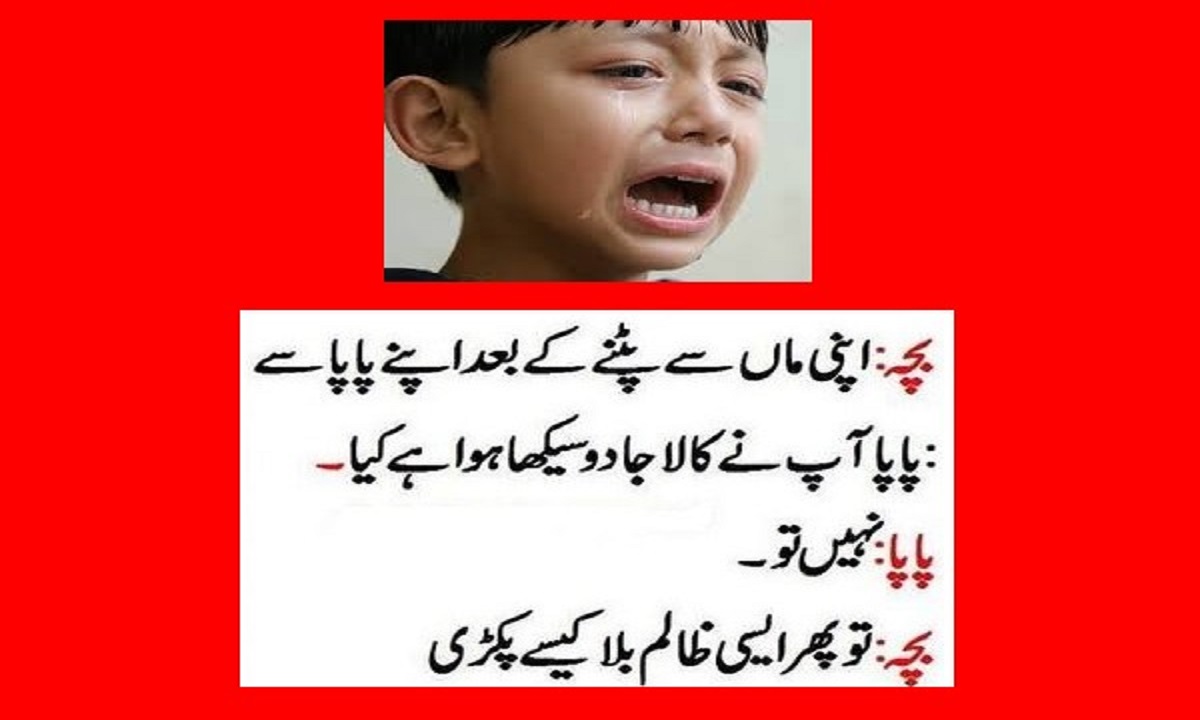 بچہ: اپنی ماں سے پٹنے کے بعد اپنے پاپا سے
: پاپا آپ نے کالا جادو سیکھا ہوا ہے کیا۔
پاپا: نہیں تو۔
بچہ: تو پھر ایسی ظالم بلا کیسے پکڑی